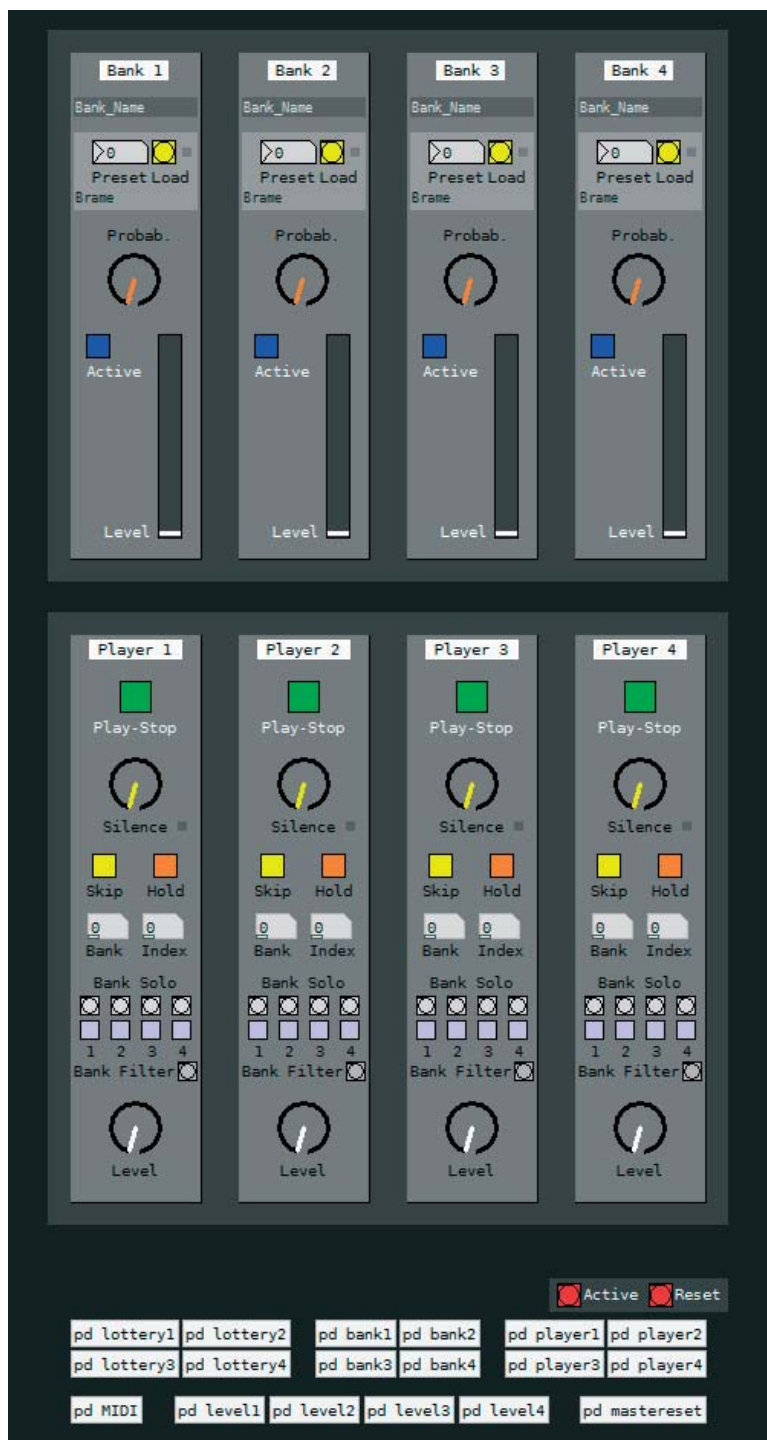 Bank 1 Bank 2 Bank 3 Bank 4
Bank_Name Bank_Name Bank_Name Bank_Name
0 0 0 0
Preset Load Preset Load Preset Load Preset Load
Brame Brame Brame Brame
Probab. Probab. Probab. Probab.
Active Active Active Active
Level Level Level Level
Player 1 Player 2 Player 3 Player 4
Play-Stop Play-Stop Play-Stop Play-Stop
Silence Silence Silence Silence
Skip Hold Skip Hold Skip Hold Skip Hold
0 0 0 0 0 0 0 0
Bank Index Bank Index Bank Index Bank Index
Bank Solo Bank Solo Bank Solo Bank Solo
1 2 3 4 1 2 3 4 1 2 3 4 1 2 3 4
Bank Filter Bank Filter Bank Filter Bank Filter
Level Level Level Level
Active Reset
pd lottery1 pd lottery2 pd bank1 pd bank2 pd player1 pd player2
pd lottery3 pd lottery4 pd bank3 pd bank4 pd player3 pd player4
pd MIDI pd level1 pd level2 pd level3 pd level4 pd mastereset